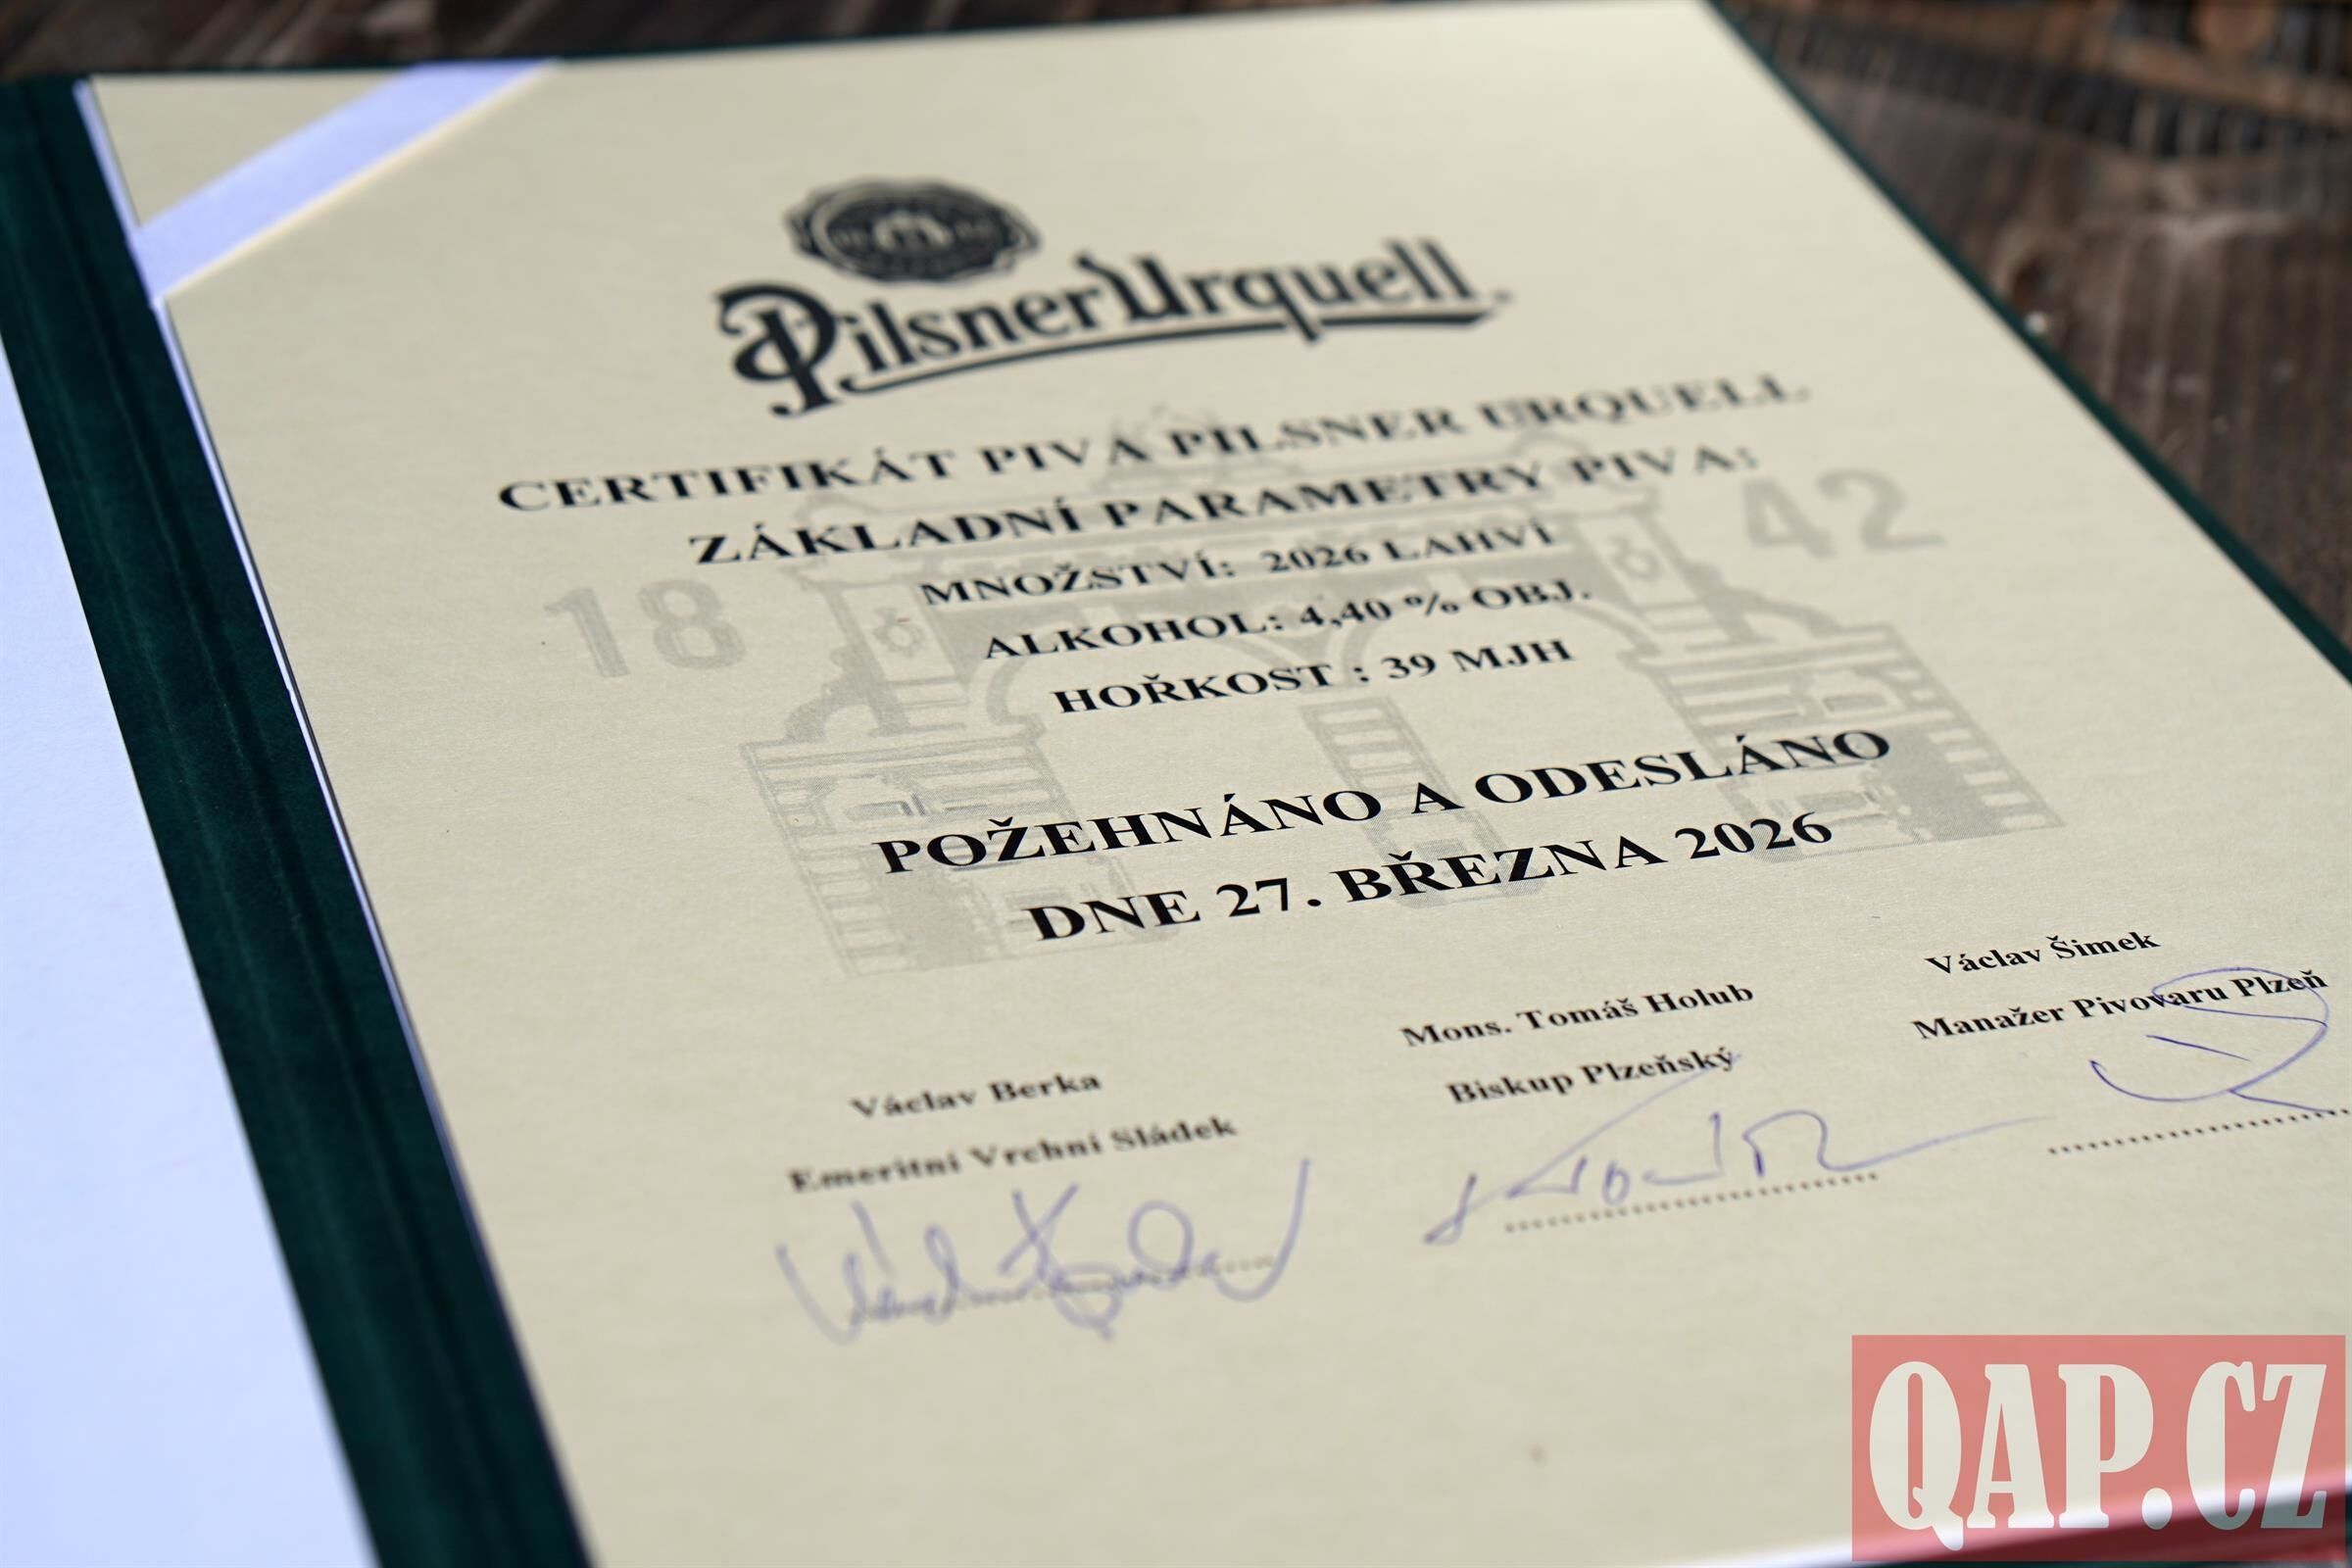 Pilsner Urquell
CERTIFIKÁT PIVA PILSNER URQUELL
ZÁKLADNÍ PARAMETRY PIVA:
MNOŽSTVÍ: 2026 LAHVÍ
ALKOHOL: 4,40 % OBJ.
HOŘKOST : 39 MJH
18 42
POŽEHNÁNO A ODESLÁNO
DNE 27. BŘEZNA 2026
Václav Berka
Emeritní Vrchní Sládek
Mons. Tomáš Holub
Biskup Plzeňský
Václav Šimek
Manažer Pivovaru Plzeň
QAP.CZ